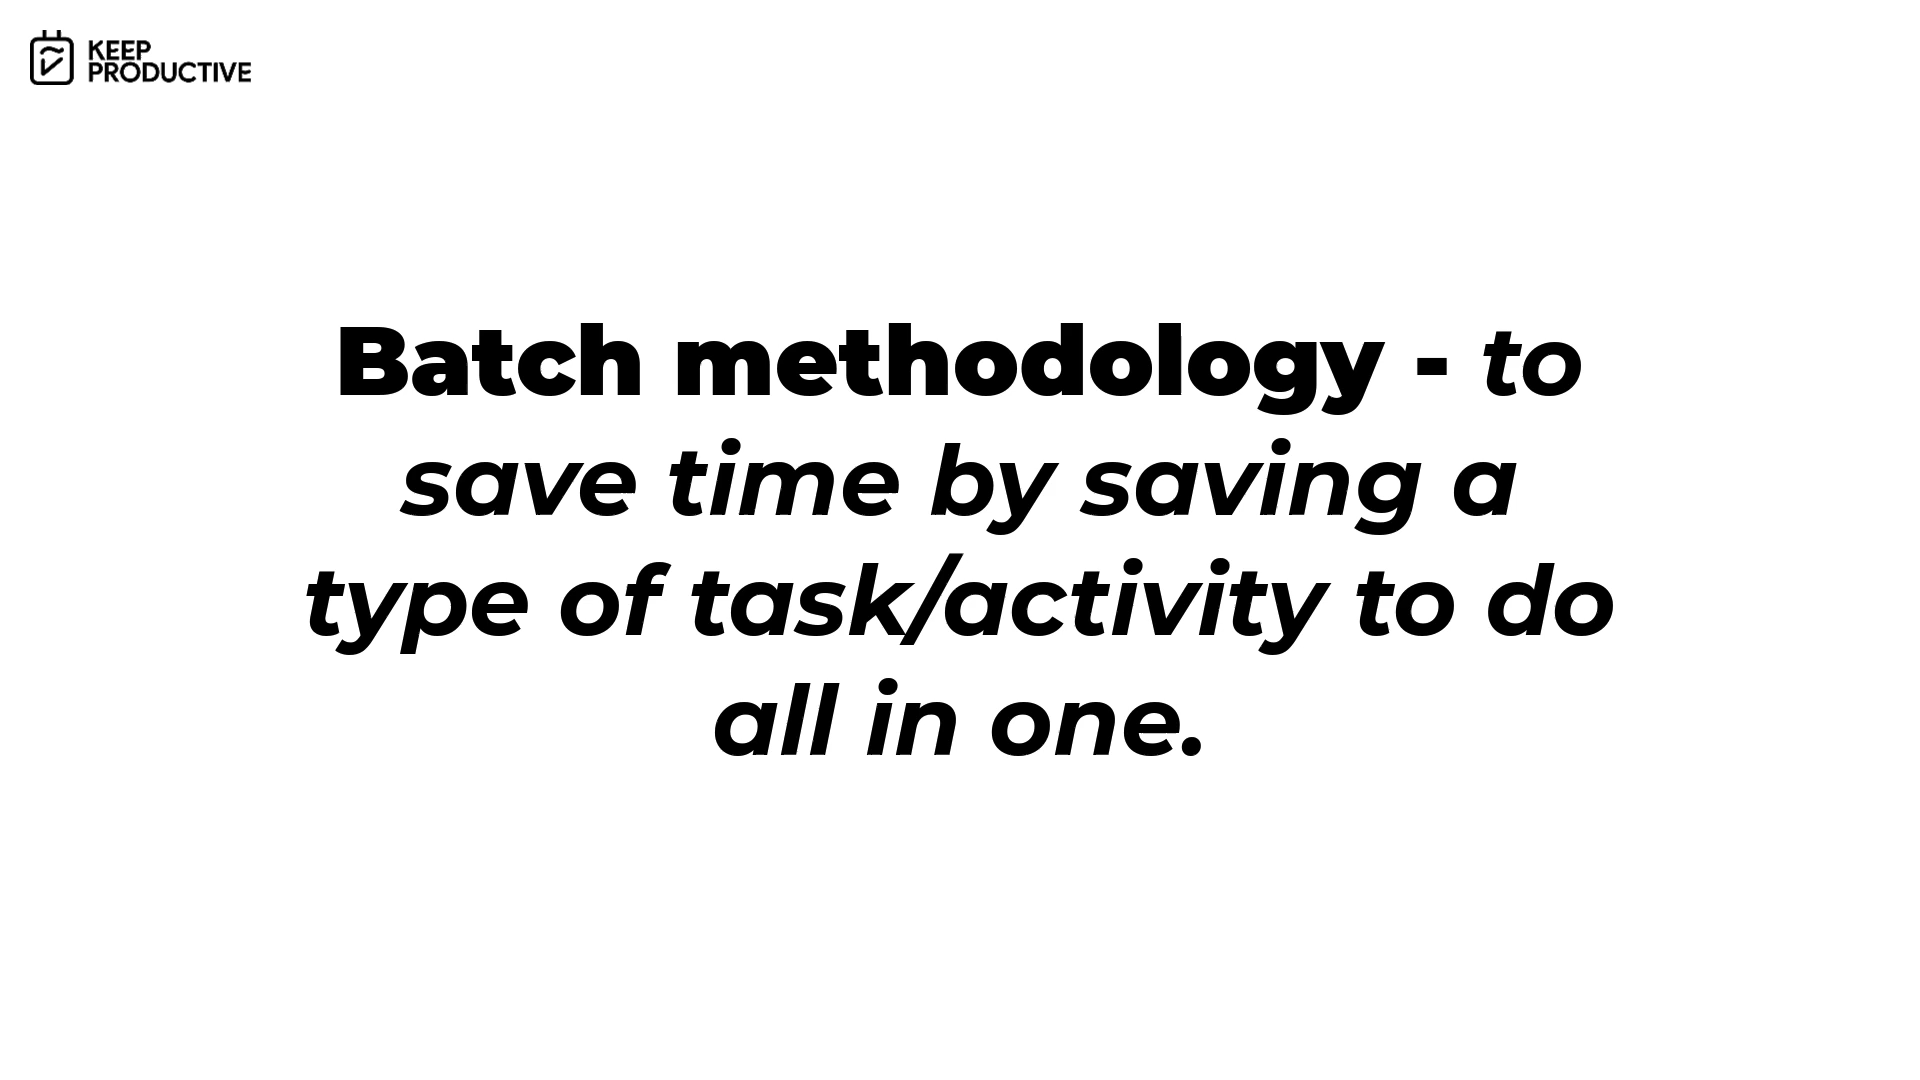 KEEP
PRODUCTIVE
Batch methodology - to
save time by saving a
type of task/activity to do
all in one.